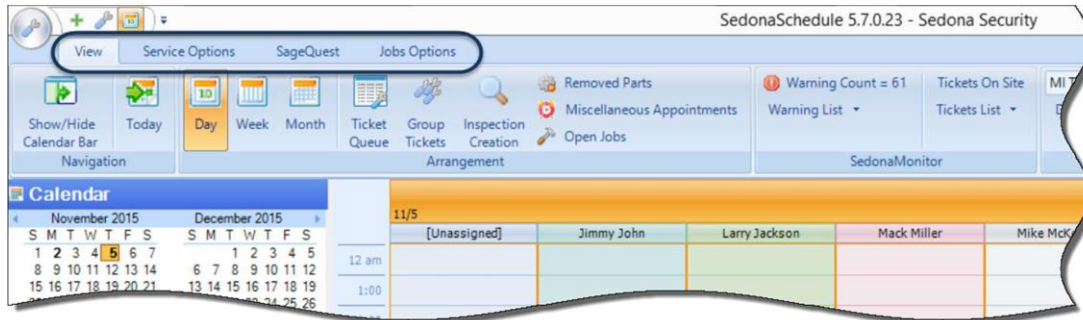 SedonaSchedule 5.7.0.23 - Sedona Security
View Service Options SageQuest Jobs Options
Show/Hide Calendar Bar
Today
Navigation
Day
Week
Month
Ticket Queue
Group Tickets
Inspection Creation
Removed Parts
Miscellaneous Appointments
Open Jobs
Arrangement
Warning Count = 61
Warning List
Tickets On Site
Tickets List
SedonaMonitor
MI
Calendar
November 2015
S M T W T F S
1 2 3 4 5 6 7
8 9 10 11 12 13 14
15 16 17 18 19 20 21
December 2015
S M T W T F S
1 2 3 4 5
6 7 8 9 10 11 12
13 14 15 16 17 18 19
24 25 26
11/5
[Unassigned] Jimmy John Larry Jackson Mack Miller Mike
12 am
1:00